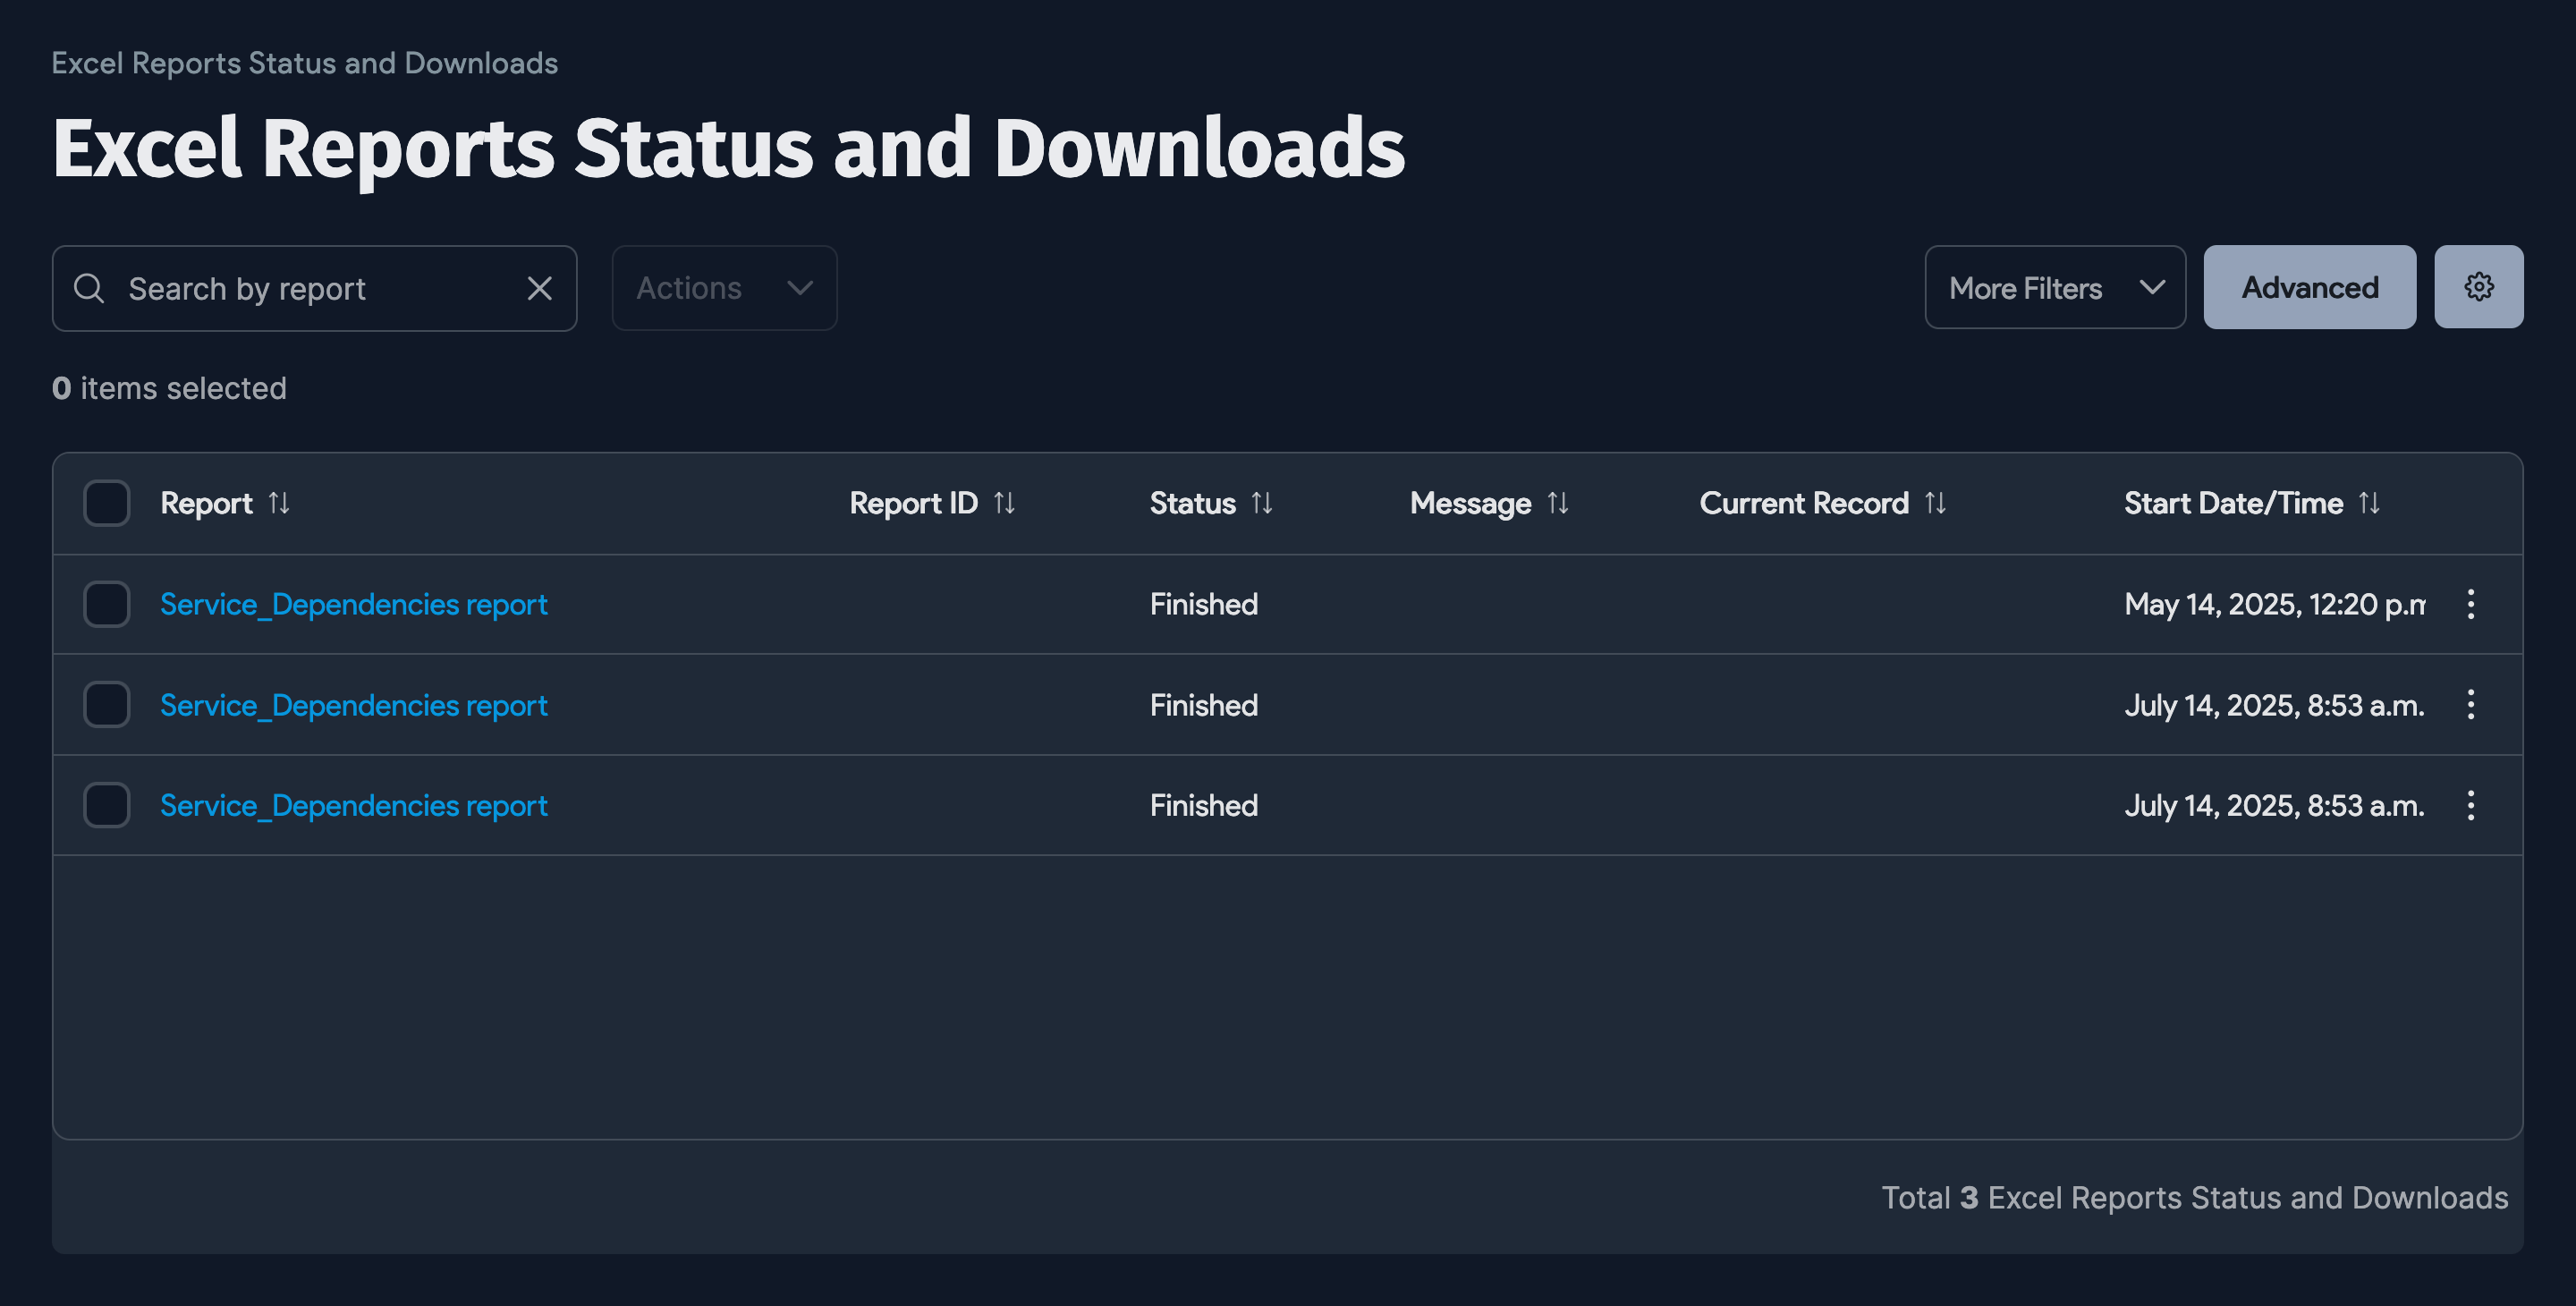 Excel Reports Status and Downloads
Excel Reports Status and Downloads
Search by report Actions More Filters Advanced
0 items selected
Report Report ID Status Message Current Record Start Date/Time
Service_Dependencies report Finished May 14, 2025, 12:20 p.m
Service_Dependencies report Finished July 14, 2025, 8:53 a.m.
Service_Dependencies report Finished July 14, 2025, 8:53 a.m.
Total 3 Excel Reports Status and Downloads